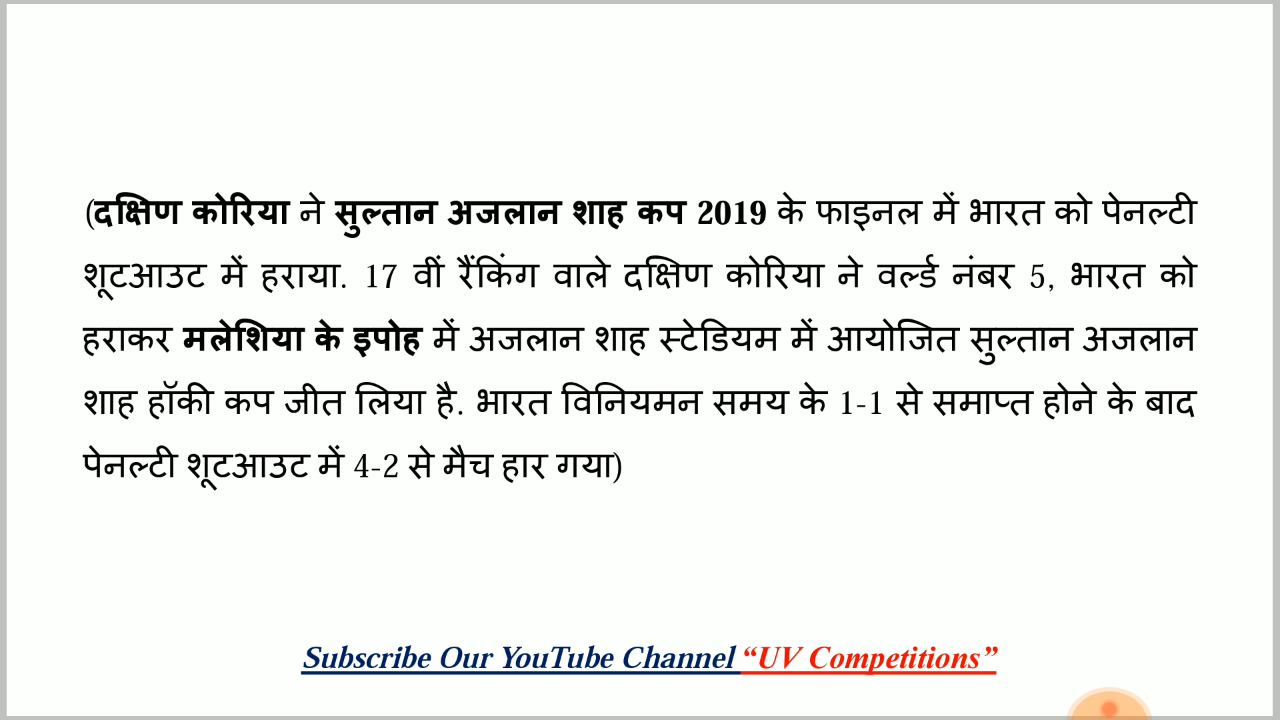 (दक्षिण कोरिया ने सुल्तान अजलान शाह कप 2019 के फाइनल में भारत को पेनल्टी
शूटआउट में हराया. 17 वीं रैंकिंग वाले दक्षिण कोरिया ने वर्ल्ड नंबर 5, भारत को
हराकर मलेशिया के इपोह में अजलान शाह स्टेडियम में आयोजित सुल्तान अजलान
शाह हॉकी कप जीत लिया है. भारत विनियमन समय के 1-1 से समाप्त होने के बाद
पेनल्टी शूटआउट में 4-2 से मैच हार गया)
Subscribe Our YouTube Channel “UV Competitions”